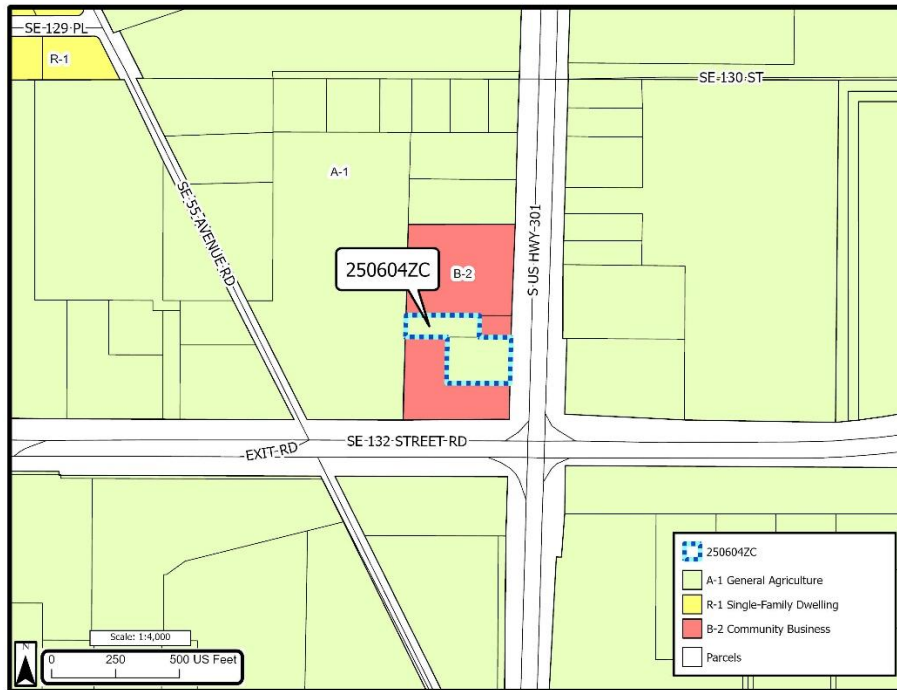 SE 129 PL
R-1
SE 130 ST
A-1
SE 55 AVENUE RD
S US HWY 301
250604ZC
B-2
SE 132 STREET RD
EXIT RD
250604ZC
A-1 General Agriculture
R-1 Single-Family Dwelling
B-2 Community Business
Parcels
Scale: 1:4,000
N
0 250 500 US Feet